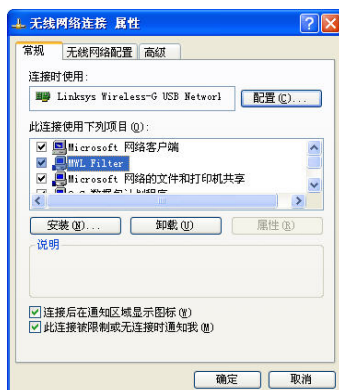 无线网络连接 属性
常规 无线网络配置 高级
连接时使用:
Linksys Wireless-G USB Networl
配置(C)...
此连接使用下列项目(O):
Microsoft 网络客户端
MWL Filter
Microsoft 网络的文件和打印机共享
安装(N)... 卸载(U) 属性(R)
说明
连接后在通知区域显示图标(W)
此连接被限制或无连接时通知我(M)
确定 取消